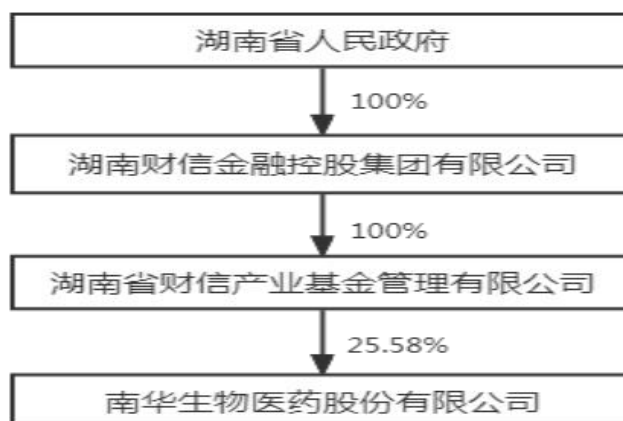 湖南省人民政府
100%
湖南财信金融控股集团有限公司
100%
湖南省财信产业基金管理有限公司
25.58%
南华生物医药股份有限公司